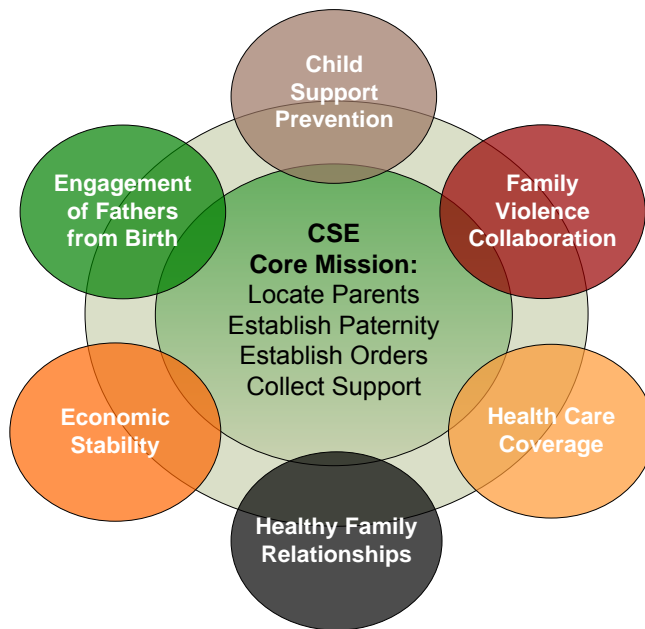 Child
Support
Prevention
Engagement
of Fathers
from Birth
Family
Violence
Collaboration
CSE
Core Mission:
Locate Parents
Establish Paternity
Establish Orders
Collect Support
Economic
Stability
Health Care
Coverage
Healthy Family
Relationships